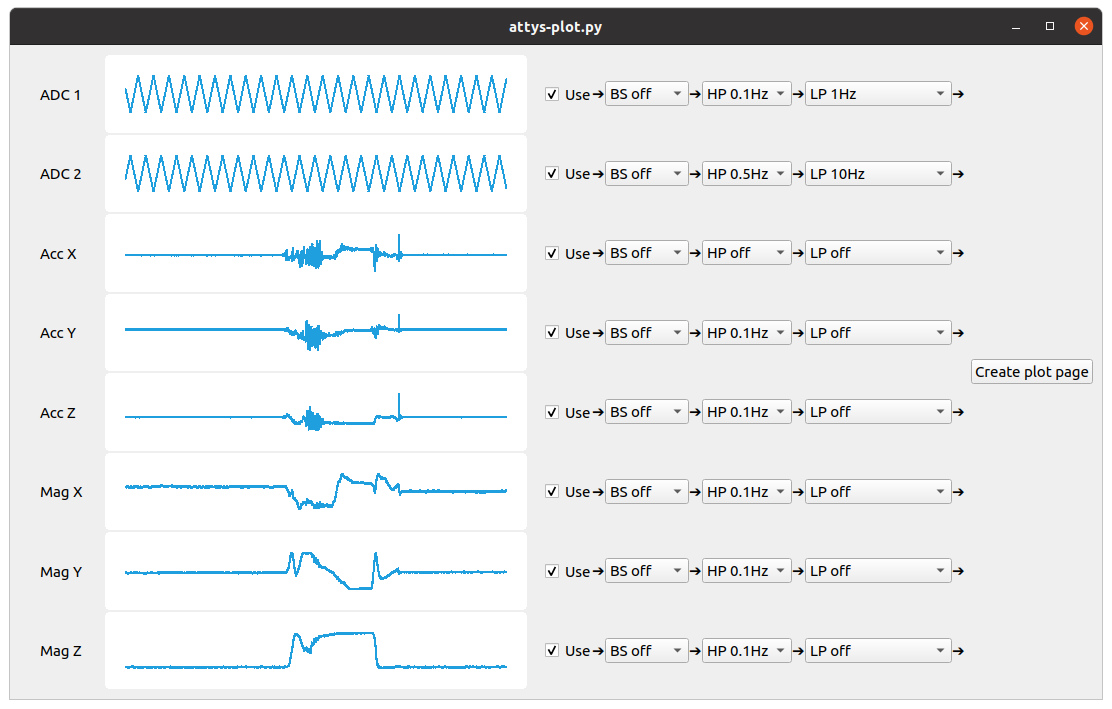 attys-plot.py
ADC 1 Use ➔ BS off ➔ HP 0.1Hz ➔ LP 1Hz ➔
ADC 2 Use ➔ BS off ➔ HP 0.5Hz ➔ LP 10Hz ➔
Acc X Use ➔ BS off ➔ HP off ➔ LP off ➔
Acc Y Use ➔ BS off ➔ HP 0.1Hz ➔ LP off ➔
Create plot page
Acc Z Use ➔ BS off ➔ HP 0.1Hz ➔ LP off ➔
Mag X Use ➔ BS off ➔ HP 0.1Hz ➔ LP off ➔
Mag Y Use ➔ BS off ➔ HP 0.1Hz ➔ LP off ➔
Mag Z Use ➔ BS off ➔ HP 0.1Hz ➔ LP off ➔